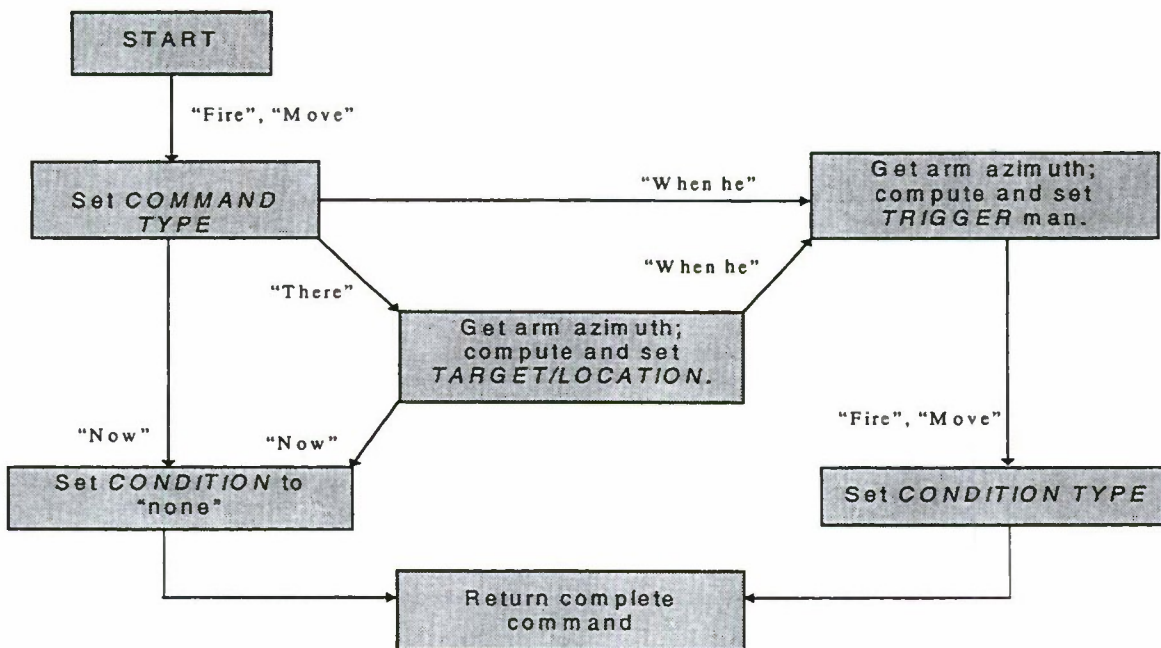 START
“Fire”, “Move”
Set COMMAND
TYPE
“When he”
Get arm azimuth;
compute and set
TRIGGER man.
“When he”
“There”
Get arm azimuth;
compute and set
TARGET/LOCATION.
“Fire”, “Move”
“Now”
“Now”
Set CONDITION to
“none”
Set CONDITION TYPE
Return complete
command